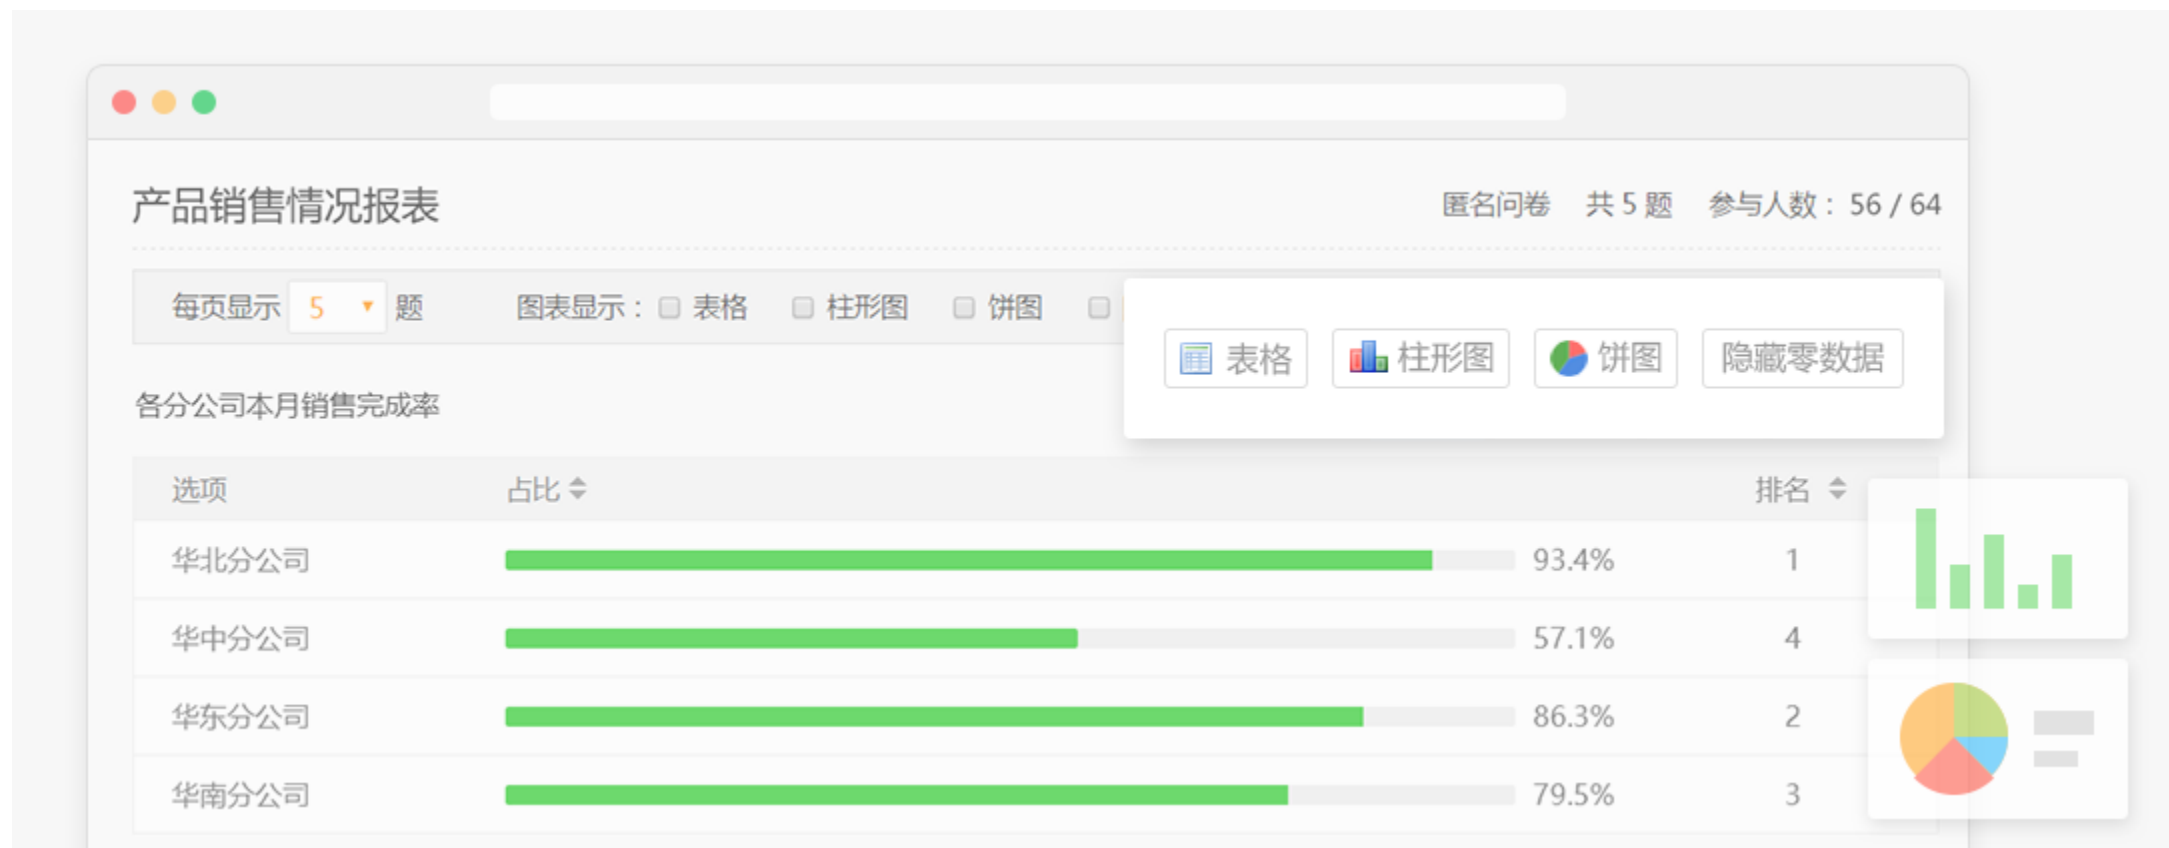 产品销售情况报表 匿名问卷 共 5 题 参与人数： 56 / 64
每页显示 5 题 图表显示： 表格 柱形图 饼图
表格 柱形图 饼图 隐藏零数据
各分公司本月销售完成率
选项 占比 排名
华北分公司 93.4% 1
华中分公司 57.1% 4
华东分公司 86.3% 2
华南分公司 79.5% 3